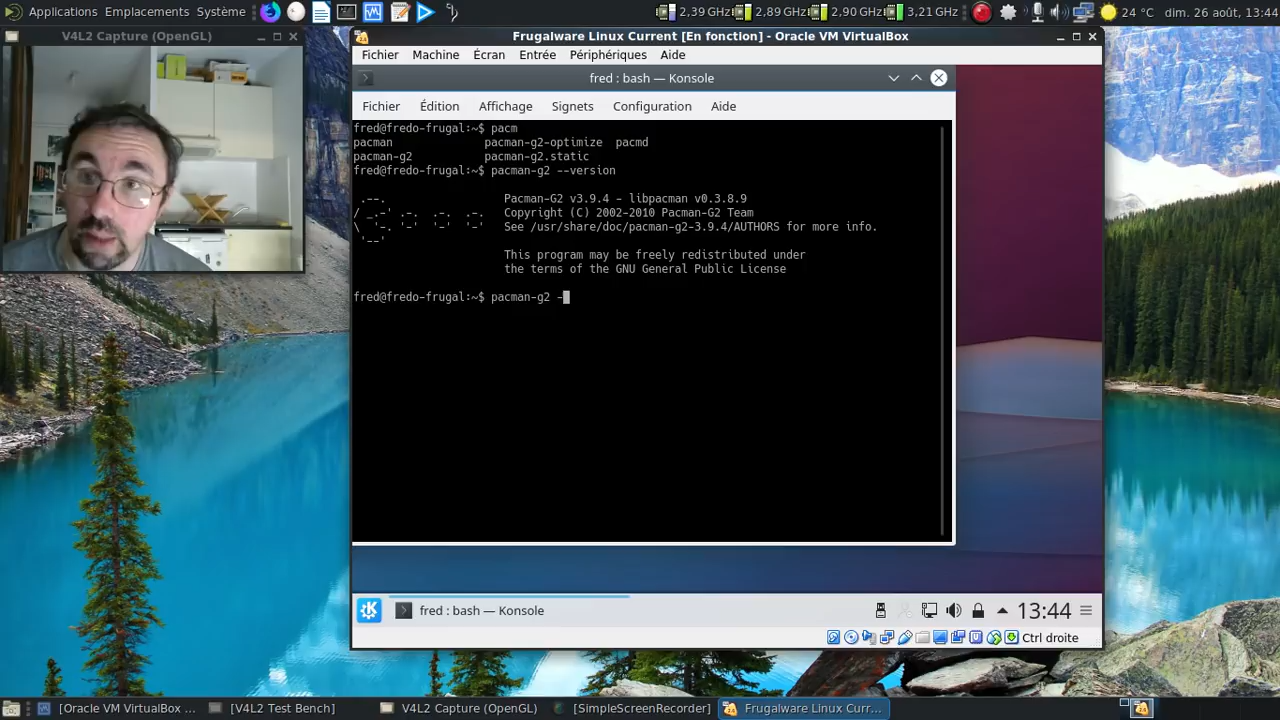 Applications Emplacements Système
2,39 GHz 2,89 GHz 2,90 GHz 3,21 GHz 24 °C dim. 26 août, 13:44
V4L2 Capture (OpenGL)
Frugalware Linux Current [En fonction] - Oracle VM VirtualBox
Fichier Machine Écran Entrée Périphériques Aide
fred : bash — Konsole
Fichier Édition Affichage Signets Configuration Aide
fred@fredo-frugal:~$ pacm
pacman pacman-g2-optimize pacmd
pacman-g2 pacman-g2.static
fred@fredo-frugal:~$ pacman-g2 --version
.--. Pacman-G2 v3.9.4 - libpacman v0.3.8.9
/ _.-' .-. .-. .-. Copyright (C) 2002-2010 Pacman-G2 Team
\ '-. '-' '-' '-' See /usr/share/doc/pacman-g2-3.9.4/AUTHORS for more info.
'--'
This program may be freely redistributed under
the terms of the GNU General Public License
fred@fredo-frugal:~$ pacman-g2 -
fred : bash — Konsole
13:44
Ctrl droite
[Oracle VM VirtualBox ... [V4L2 Test Bench] V4L2 Capture (OpenGL) [SimpleScreenRecorder] Frugalware Linux Curr...